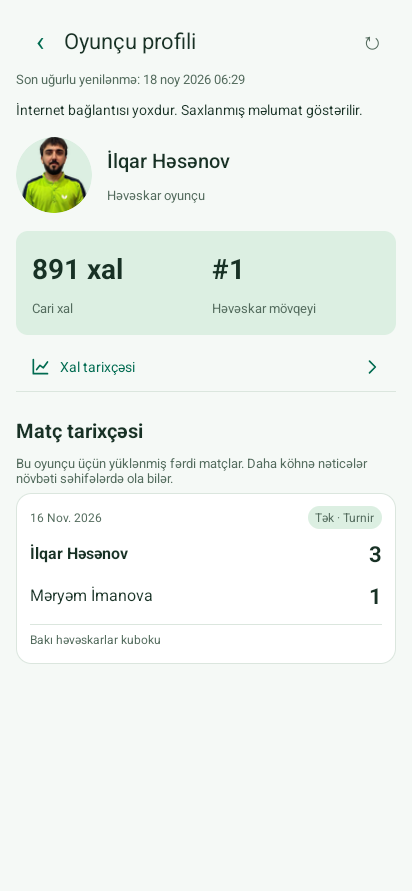 Oyunçu profili
Son uğurlu yenilənmə: 18 noy 2026 06:29
İnternet bağlantısı yoxdur. Saxlanmış məlumat göstərilir.
İlqar Həsənov
Həvəskar oyunçu
891 xal
#1
Cari xal
Həvəskar mövqeyi
Xal tarixçəsi
Matç tarixçəsi
Bu oyunçu üçün yüklənmiş fərdi matçlar. Daha köhnə nəticələr
növbəti səhifələrdə ola bilər.
16 Nov. 2026
Tək · Turnir
İlqar Həsənov 3
Məryəm İmanova 1
Bakı həvəskarlar kuboku